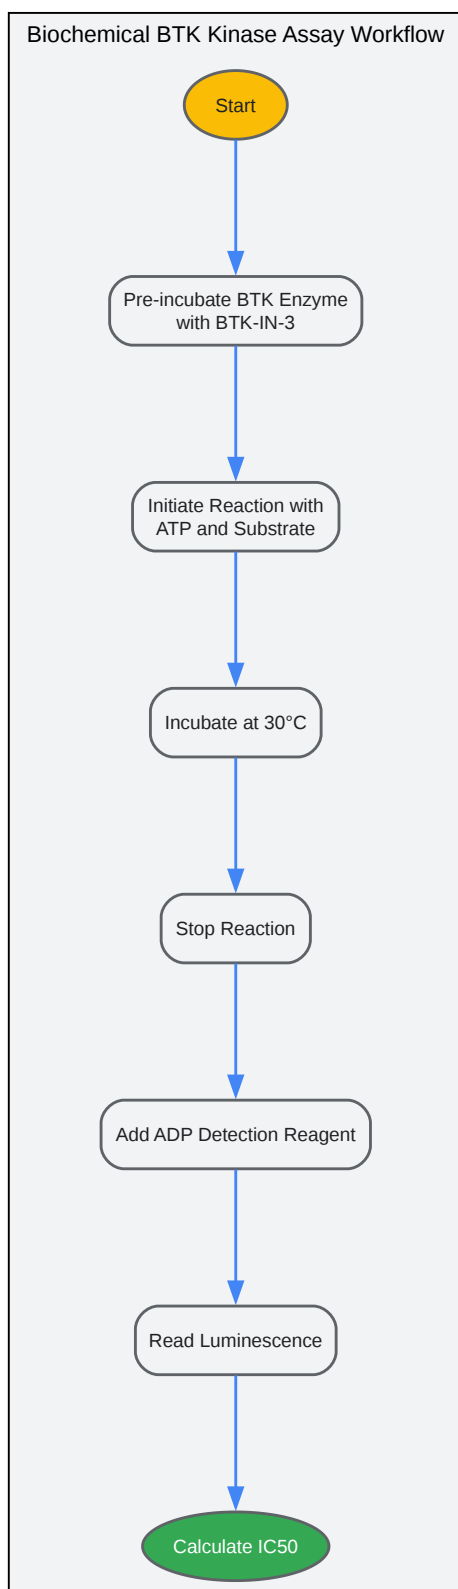 Biochemical BTK Kinase Assay Workflow
Start
Pre-incubate BTK Enzyme
with BTK-IN-3
Initiate Reaction with
ATP and Substrate
Incubate at 30°C
Stop Reaction
Add ADP Detection Reagent
Read Luminescence
Calculate IC50